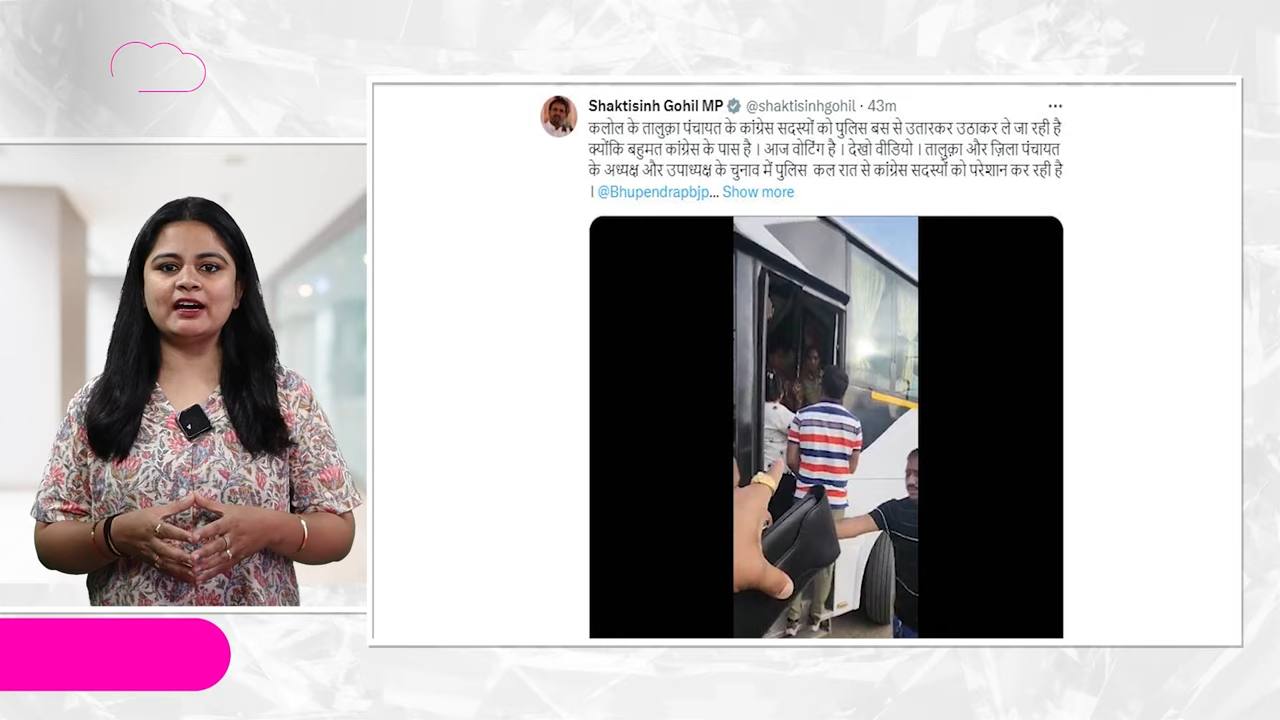 Shaktisinh Gohil MP @shaktisinhgohil · 43m
कलोल के तालुक़ा पंचायत के कांग्रेस सदस्यों को पुलिस बस से उतारकर उठाकर ले जा रही है
क्योंकि बहुमत कांग्रेस के पास है । आज वोटिंग है । देखो वीडियो । तालुक़ा और ज़िला पंचायत
के अध्यक्ष और उपाध्यक्ष के चुनाव में पुलिस कल रात से कांग्रेस सदस्यों को परेशान कर रही है
। @Bhupendrapbjp... Show more